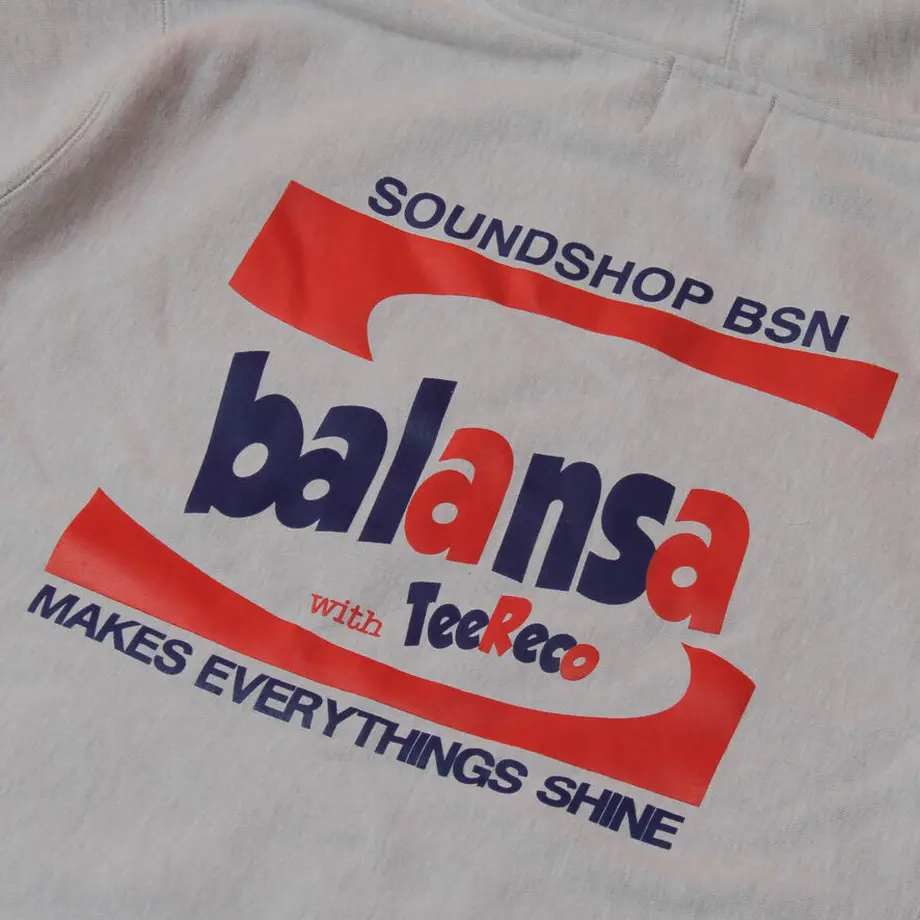 SOUNDSHOP BSN
balansa
with TeeReco
MAKES EVERYTHINGS SHINE